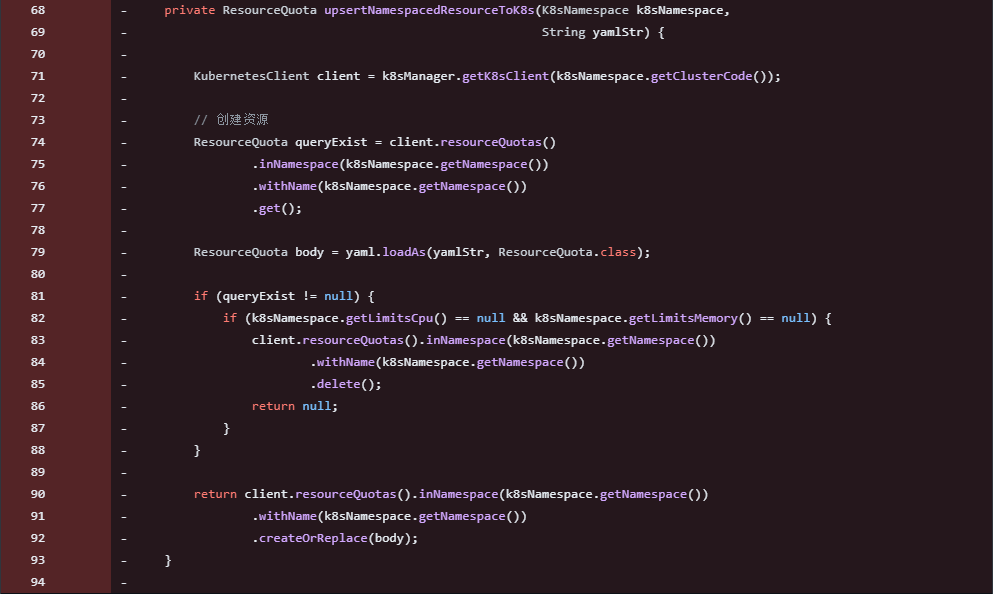 68 - private ResourceQuota upsertNamespacedResourceToK8s(K8sNamespace k8sNamespace,
69 - String yamlStr) {
70 -
71 - KubernetesClient client = k8sManager.getK8sClient(k8sNamespace.getClusterCode());
72 -
73 - // 创建资源
74 - ResourceQuota queryExist = client.resourceQuotas()
75 - .inNamespace(k8sNamespace.getNamespace())
76 - .withName(k8sNamespace.getNamespace())
77 - .get();
78 -
79 - ResourceQuota body = yaml.loadAs(yamlStr, ResourceQuota.class);
80 -
81 - if (queryExist != null) {
82 - if (k8sNamespace.getLimitsCpu() == null && k8sNamespace.getLimitsMemory() == null) {
83 - client.resourceQuotas().inNamespace(k8sNamespace.getNamespace())
84 - .withName(k8sNamespace.getNamespace())
85 - .delete();
86 - return null;
87 - }
88 - }
89 -
90 - return client.resourceQuotas().inNamespace(k8sNamespace.getNamespace())
91 - .withName(k8sNamespace.getNamespace())
92 - .createOrReplace(body);
93 - }
94 -